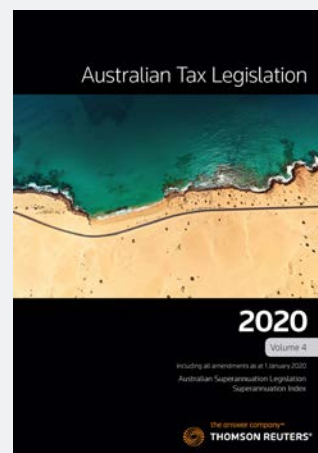 Australian Tax Legislation
2020
Volume 4
Including all amendments as at 1 January 2020
Australian Superannuation Legislation
Superannuation Index
the answer company™
THOMSON REUTERS®